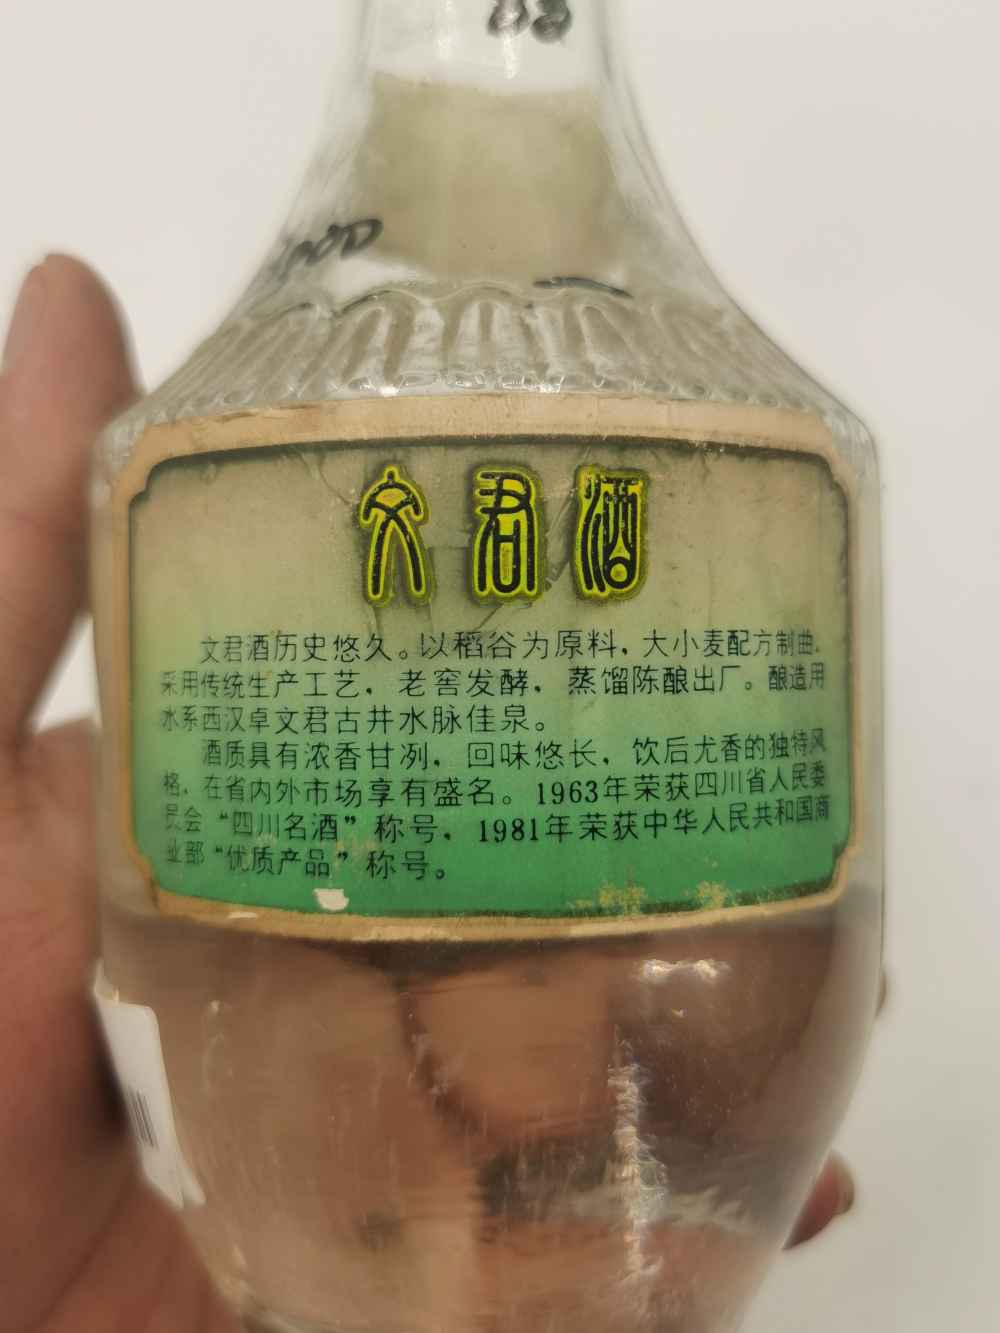 文君酒
文君酒历史悠久。以稻谷为原料，大小麦配方制曲，
采用传统生产工艺，老窖发酵，蒸馏陈酿出厂。酿造用
水系西汉卓文君古井水脉佳泉。
酒质具有浓香甘冽，回味悠长，饮后尤香的独特风
格，在省内外市场享有盛名。1963年荣获四川省人民委
员会“四川名酒”称号，1981年荣获中华人民共和国商
业部“优质产品”称号。